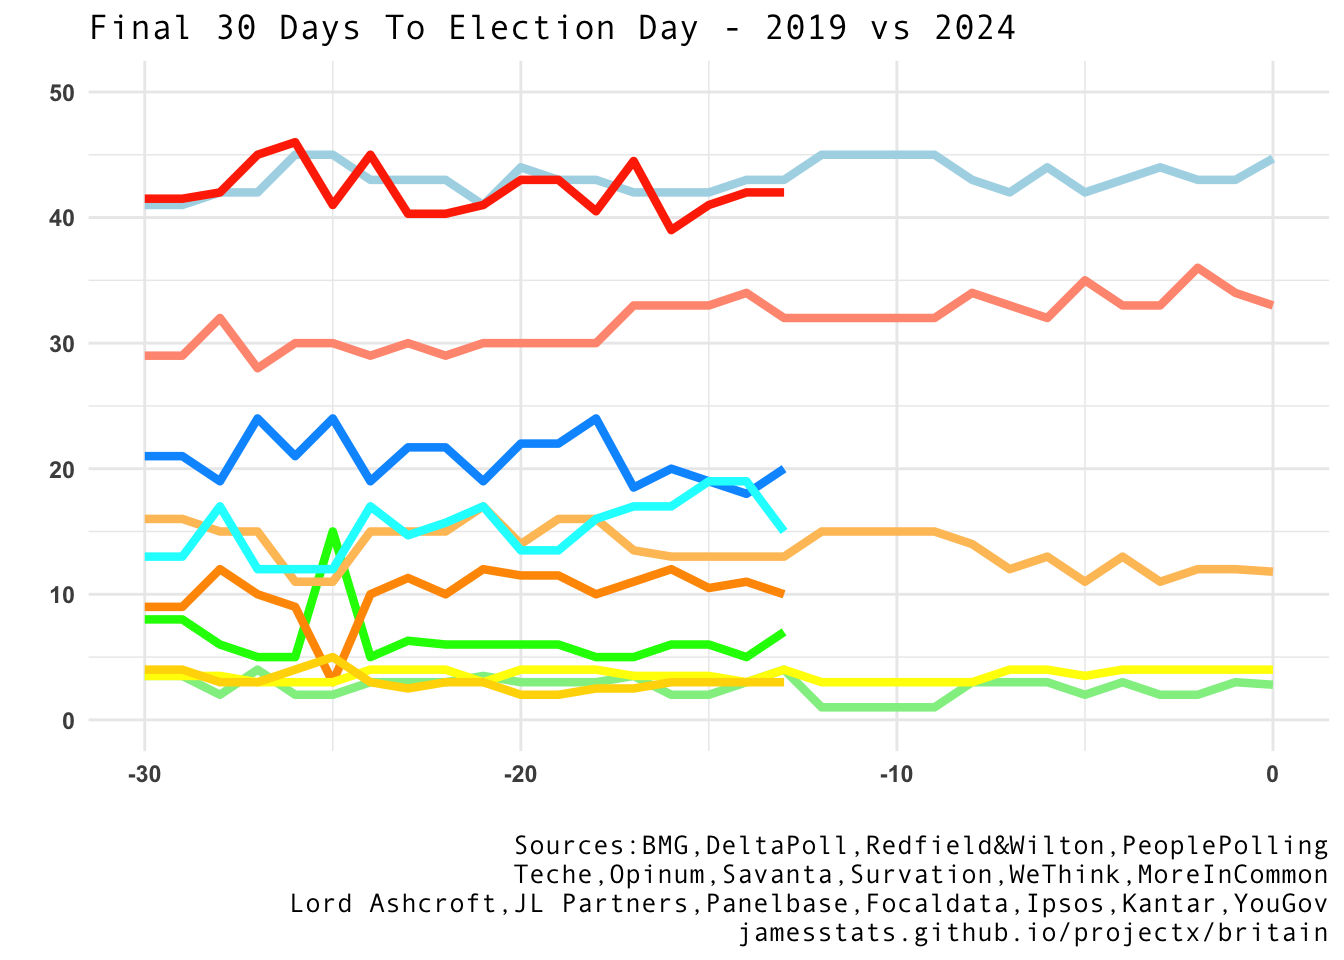 Final 30 Days To Election Day - 2019 vs 2024
50
40
30
20
10
0
-30 -20 -10 0
Sources:BMG,DeltaPoll,Redfield&Wilton,PeoplePolling
Teche,Opinum,Savanta,Survation,WeThink,MoreInCommon
Lord Ashcroft,JL Partners,Panelbase,Focaldata,Ipsos,Kantar,YouGov
jamesstats.github.io/projectx/britain